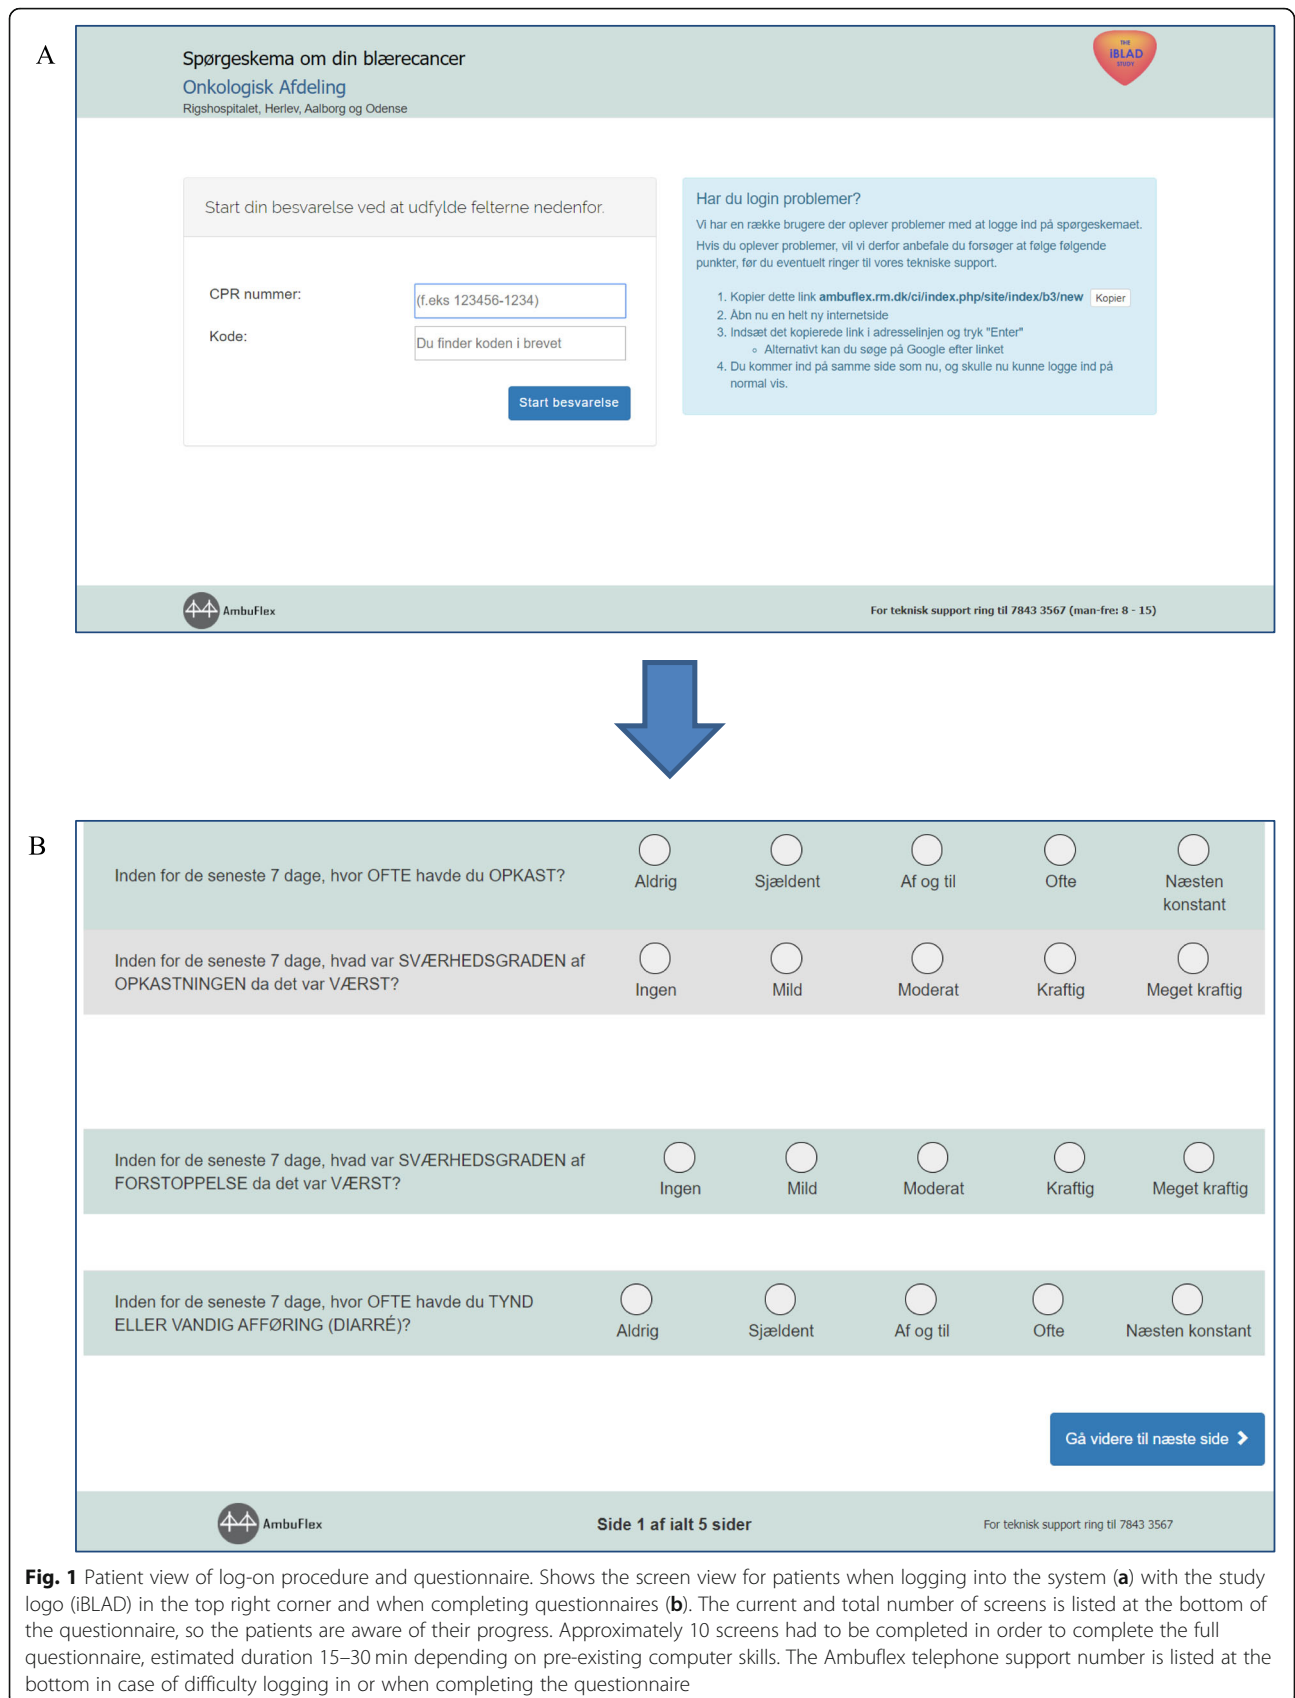 A
Spørgeskema om din blærecancer
Onkologisk Afdeling
Rigshospitalet, Herlev, Aalborg og Odense
THE
iBLAD
STUDY
Start din besvarelse ved at udfylde felterne nedenfor.
CPR nummer:
(f.eks 123456-1234)
Kode:
Du finder koden i brevet
Start besvarelse
Har du login problemer?
Vi har en række brugere der oplever problemer med at logge ind på spørgeskemaet.
Hvis du oplever problemer, vil vi derfor anbefale du forsøger at følge følgende
punkter, før du eventuelt ringer til vores tekniske support.
1. Kopier dette link ambuflex.rm.dk/ci/index.php/site/index/b3/new Kopier
2. Åbn nu en helt ny internetside
3. Indsæt det kopierede link i adresselinjen og tryk "Enter"
Alternativt kan du søge på Google efter linket
4. Du kommer ind på samme side som nu, og skulle nu kunne logge ind på
normal vis.
AmbuFlex
For teknisk support ring til 7843 3567 (man-fre: 8 - 15)
B
Inden for de seneste 7 dage, hvor OFTE havde du OPKAST?
Aldrig Sjældent Af og til Ofte Næsten
konstant
Inden for de seneste 7 dage, hvad var SVÆRHEDSGRADEN af
OPKASTNINGEN da det var VÆRST?
Ingen Mild Moderat Kraftig Meget kraftig
Inden for de seneste 7 dage, hvad var SVÆRHEDSGRADEN af
FORSTOPPELSE da det var VÆRST?
Ingen Mild Moderat Kraftig Meget kraftig
Inden for de seneste 7 dage, hvor OFTE havde du TYND
ELLER VANDIG AFFØRING (DIARRÉ)?
Aldrig Sjældent Af og til Ofte Næsten konstant
Gå videre til næste side
AmbuFlex
Side 1 af ialt 5 sider
For teknisk support ring til 7843 3567
Fig. 1 Patient view of log-on procedure and questionnaire. Shows the screen view for patients when logging into the system (a) with the study
logo (iBLAD) in the top right corner and when completing questionnaires (b). The current and total number of screens is listed at the bottom of
the questionnaire, so the patients are aware of their progress. Approximately 10 screens had to be completed in order to complete the full
questionnaire, estimated duration 15–30 min depending on pre-existing computer skills. The Ambuflex telephone support number is listed at the
bottom in case of difficulty logging in or when completing the questionnaire